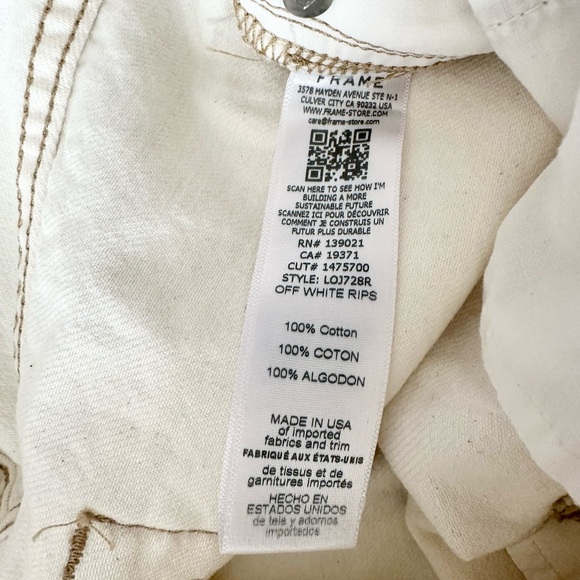 FRAME
3578 HAYDEN AVENUE STE N-1
CULVER CITY CA 90232 USA
WWW.FRAME-STORE.COM
care@frame-store.com
SCAN HERE TO SEE HOW I'M
BUILDING A MORE
SUSTAINABLE FUTURE
SCANNEZ ICI POUR DÉCOUVRIR
COMMENT JE CONSTRUIS UN
FUTUR PLUS DURABLE
RN# 139021
CA# 19371
CUT# 1475700
STYLE: LOJ728R
OFF WHITE RIPS
100% Cotton
100% COTON
100% ALGODON
MADE IN USA
of imported
fabrics and trim
FABRIQUÉ AUX ÉTATS-UNIS
de tissus et de
garnitures importés
HECHO EN
ESTADOS UNIDOS
de tela y adornos
importados